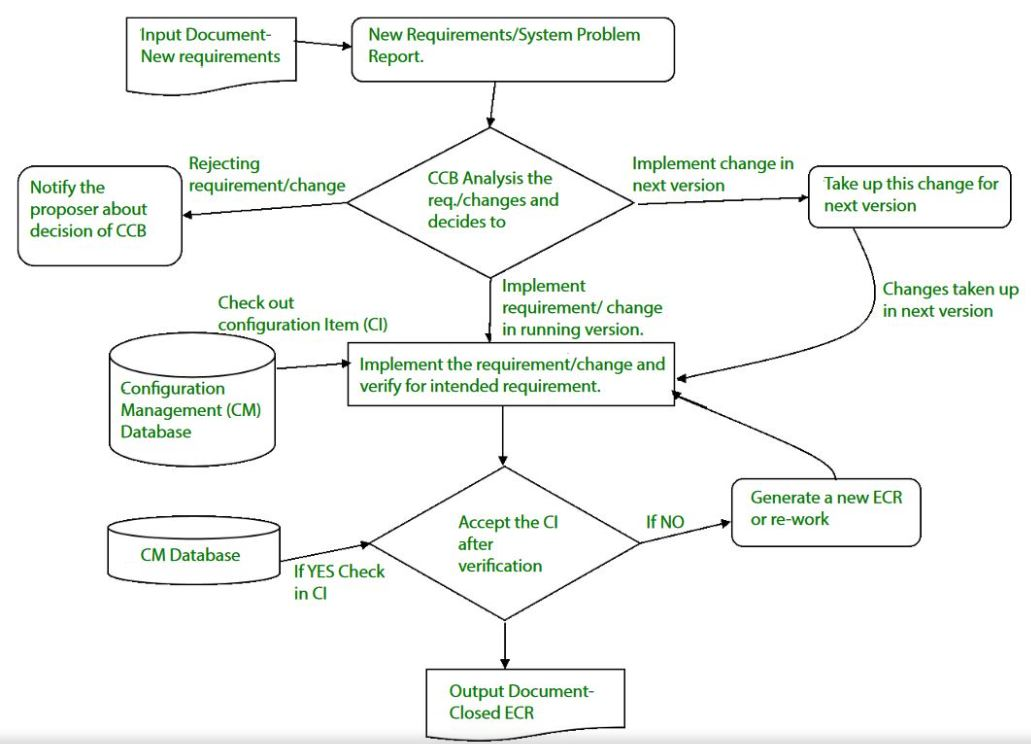 Input Document-
New requirements
New Requirements/System Problem
Report.
Rejecting
requirement/change
Notify the
proposer about
decision of CCB
CCB Analysis the
req./changes and
decides to
Implement change in
next version
Take up this change for
next version
Implement
requirement/ change
in running version.
Changes taken up
in next version
Check out
configuration Item (CI)
Configuration
Management (CM)
Database
Implement the requirement/change and
verify for intended requirement.
Accept the CI
after
verification
If NO
Generate a new ECR
or re-work
CM Database
If YES Check
in CI
Output Document-
Closed ECR